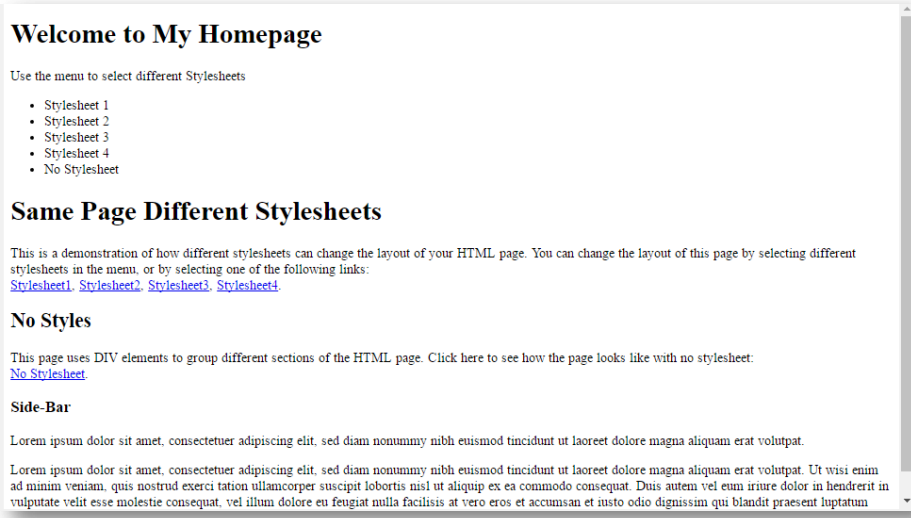 Welcome to My Homepage
Use the menu to select different Stylesheets
Stylesheet 1
Stylesheet 2
Stylesheet 3
Stylesheet 4
No Stylesheet
Same Page Different Stylesheets
This is a demonstration of how different stylesheets can change the layout of your HTML page. You can change the layout of this page by selecting different
stylesheets in the menu, or by selecting one of the following links:
Stylesheet1, Stylesheet2, Stylesheet3, Stylesheet4.
No Styles
This page uses DIV elements to group different sections of the HTML page. Click here to see how the page looks like with no stylesheet:
No Stylesheet.
Side-Bar
Lorem ipsum dolor sit amet, consectetuer adipiscing elit, sed diam nonummy nibh euismod tincidunt ut laoreet dolore magna aliquam erat volutpat.
Lorem ipsum dolor sit amet, consectetuer adipiscing elit, sed diam nonummy nibh euismod tincidunt ut laoreet dolore magna aliquam erat volutpat. Ut wisi enim
ad minim veniam, quis nostrud exerci tation ullamcorper suscipit lobortis nisl ut aliquip ex ea commodo consequat. Duis autem vel eum iriure dolor in hendrerit in
vulputate velit esse molestie consequat, vel illum dolore eu feugiat nulla facilisis at vero eros et accumsan et iusto odio dignissim qui blandit praesent luptatum